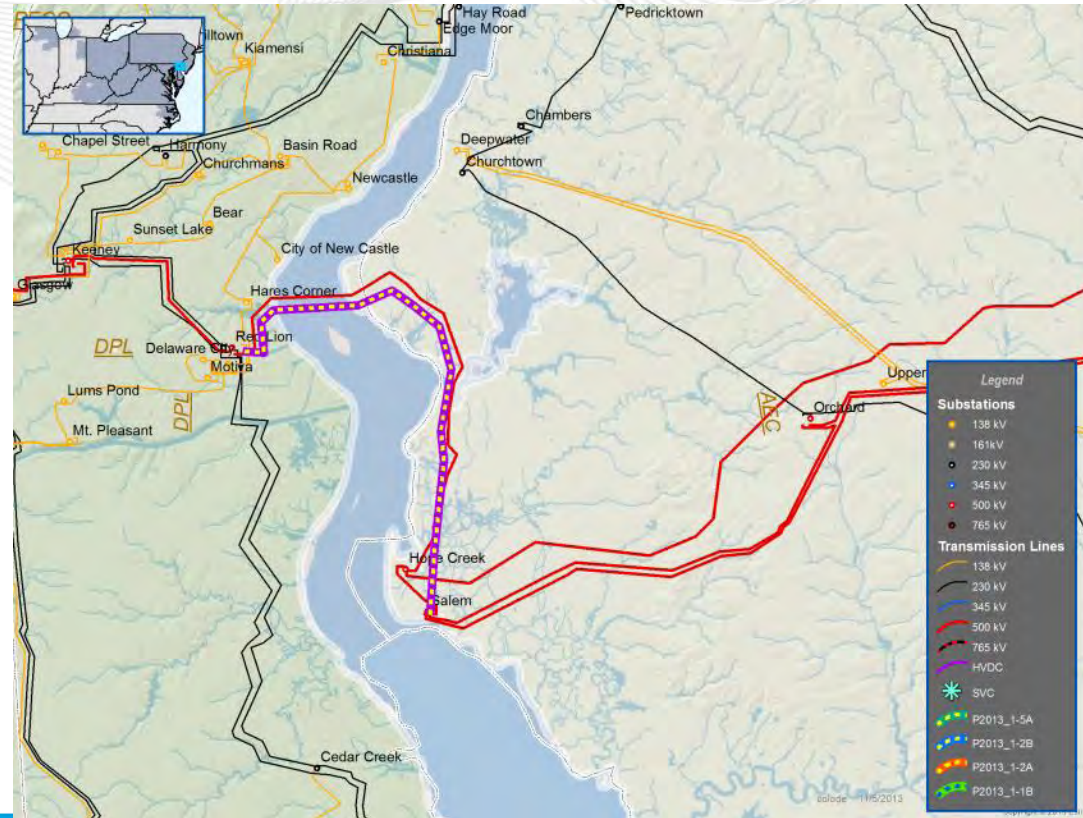 Hay Road
Pedricktown
Edge Moor
Kiamensi
Christiana
Chambers
Chapel Street
Harmony
Basin Road
Deepwater
Churchmans
Churchtown
Newcastle
Bear
Sunset Lake
Keeney
City of New Castle
Glasgow
Hares Corner
Red Lion
DPL
Delaware City
Motiva
Lums Pond
DPL
Mt. Pleasant
Upper
AEC
Orchard
Hope Creek
Salem
Cedar Creek
Legend
Substations
138 kV
161kV
230 kV
345 kV
500 kV
765 kV
Transmission Lines
138 kV
230 kV
345 kV
500 kV
765 kV
HVDC
SVC
P2013_1-5A
P2013_1-2B
P2013_1-2A
P2013_1-1B
11/5/2013